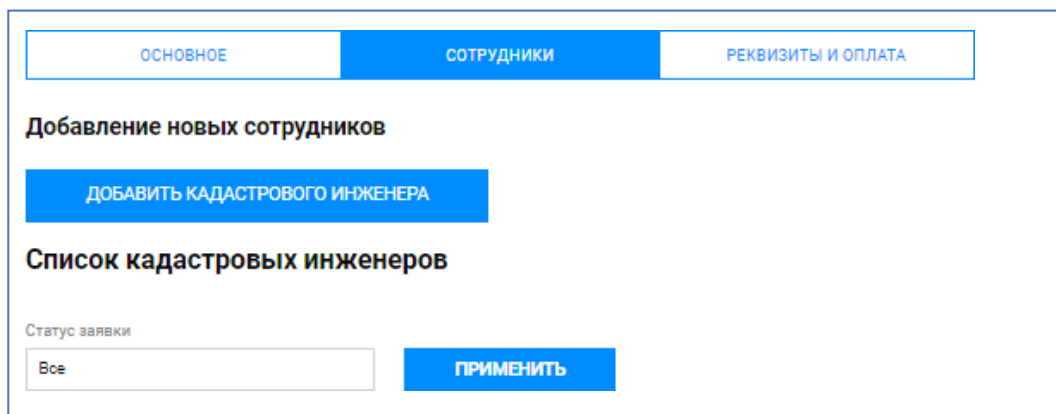 ОСНОВНОЕ СОТРУДНИКИ РЕКВИЗИТЫ И ОПЛАТА
Добавление новых сотрудников
ДОБАВИТЬ КАДАСТРОВОГО ИНЖЕНЕРА
Список кадастровых инженеров
Статус заявки
Все ПРИМЕНИТЬ